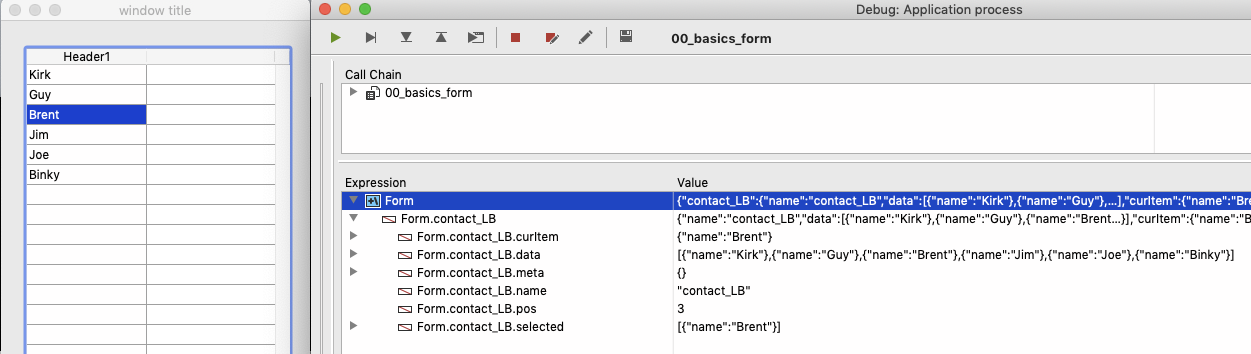 window title
Header1
Kirk
Guy
Brent
Jim
Joe
Binky
Debug: Application process
00_basics_form
Call Chain
00_basics_form
Expression Value
Form {"contact_LB":{"name":"contact_LB","data":[{"name":"Kirk"},{"name":"Guy"},...],"curItem":{"name":"Bre
Form.contact_LB {"name":"contact_LB","data":[{"name":"Kirk"},{"name":"Guy"},{"name":"Brent...}],"curItem":{"name":"B
Form.contact_LB.curItem {"name":"Brent"}
Form.contact_LB.data [{"name":"Kirk"},{"name":"Guy"},{"name":"Brent"},{"name":"Jim"},{"name":"Joe"},{"name":"Binky"}]
Form.contact_LB.meta {}
Form.contact_LB.name "contact_LB"
Form.contact_LB.pos 3
Form.contact_LB.selected [{"name":"Brent"}]